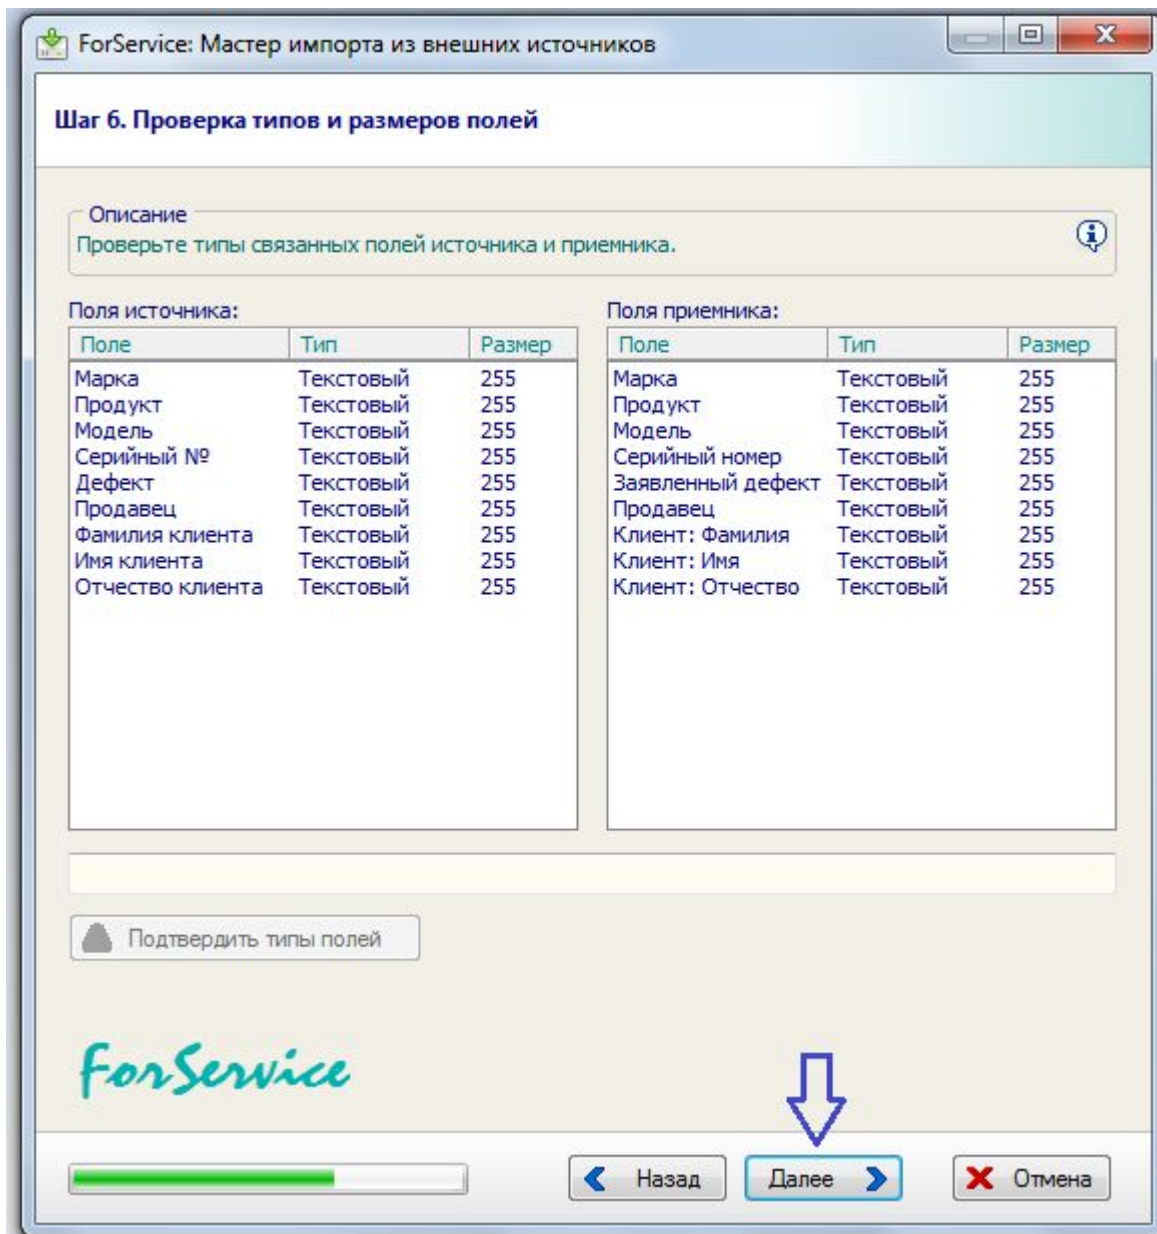 ForService: Мастер импорта из внешних источников
Шаг 6. Проверка типов и размеров полей
Описание
Проверьте типы связанных полей источника и приемника.
Поля источника:
Поле Тип Размер
Марка Текстовый 255
Продукт Текстовый 255
Модель Текстовый 255
Серийный № Текстовый 255
Дефект Текстовый 255
Продавец Текстовый 255
Фамилия клиента Текстовый 255
Имя клиента Текстовый 255
Отчество клиента Текстовый 255
Поля приемника:
Поле Тип Размер
Марка Текстовый 255
Продукт Текстовый 255
Модель Текстовый 255
Серийный номер Текстовый 255
Заявленный дефект Текстовый 255
Продавец Текстовый 255
Клиент: Фамилия Текстовый 255
Клиент: Имя Текстовый 255
Клиент: Отчество Текстовый 255
Подтвердить типы полей
ForService
Назад Далее Отмена